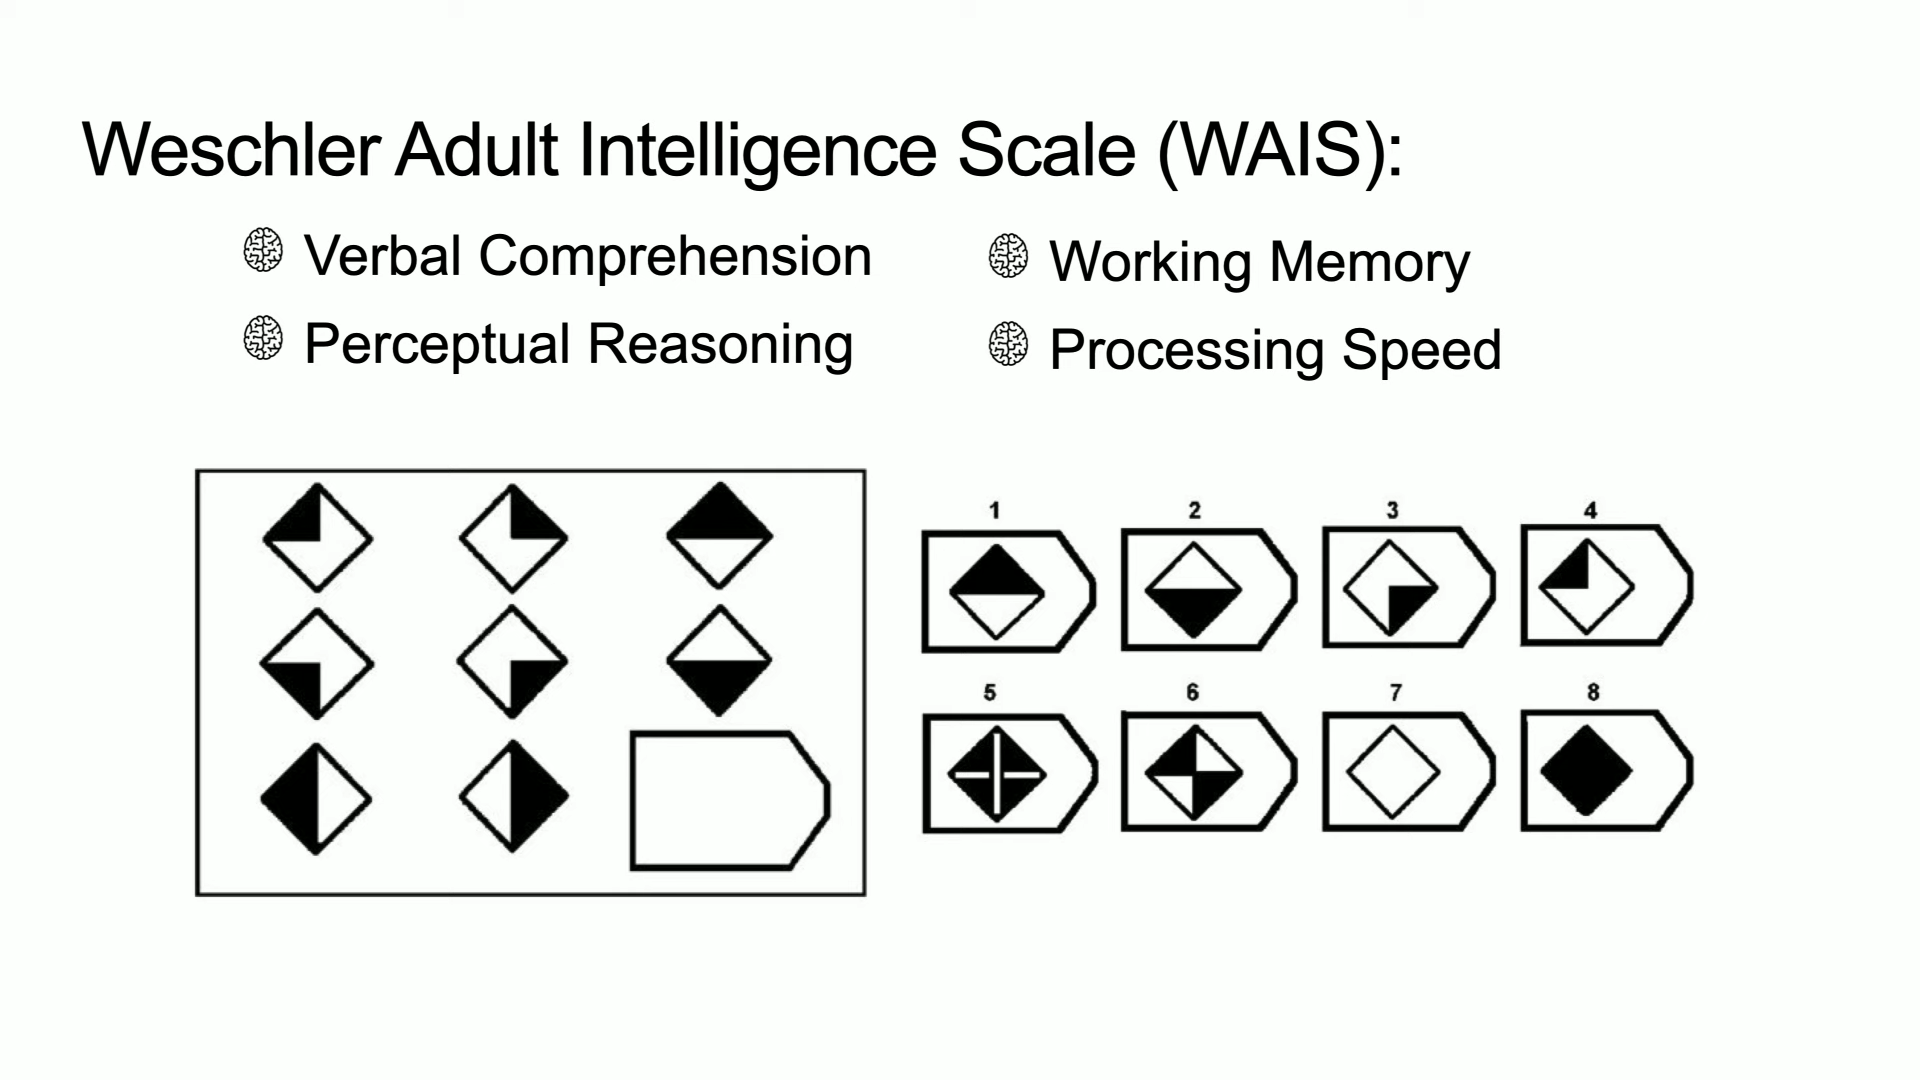 Weschler Adult Intelligence Scale (WAIS):
Verbal Comprehension
Working Memory
Perceptual Reasoning
Processing Speed
1 2 3 4
5 6 7 8